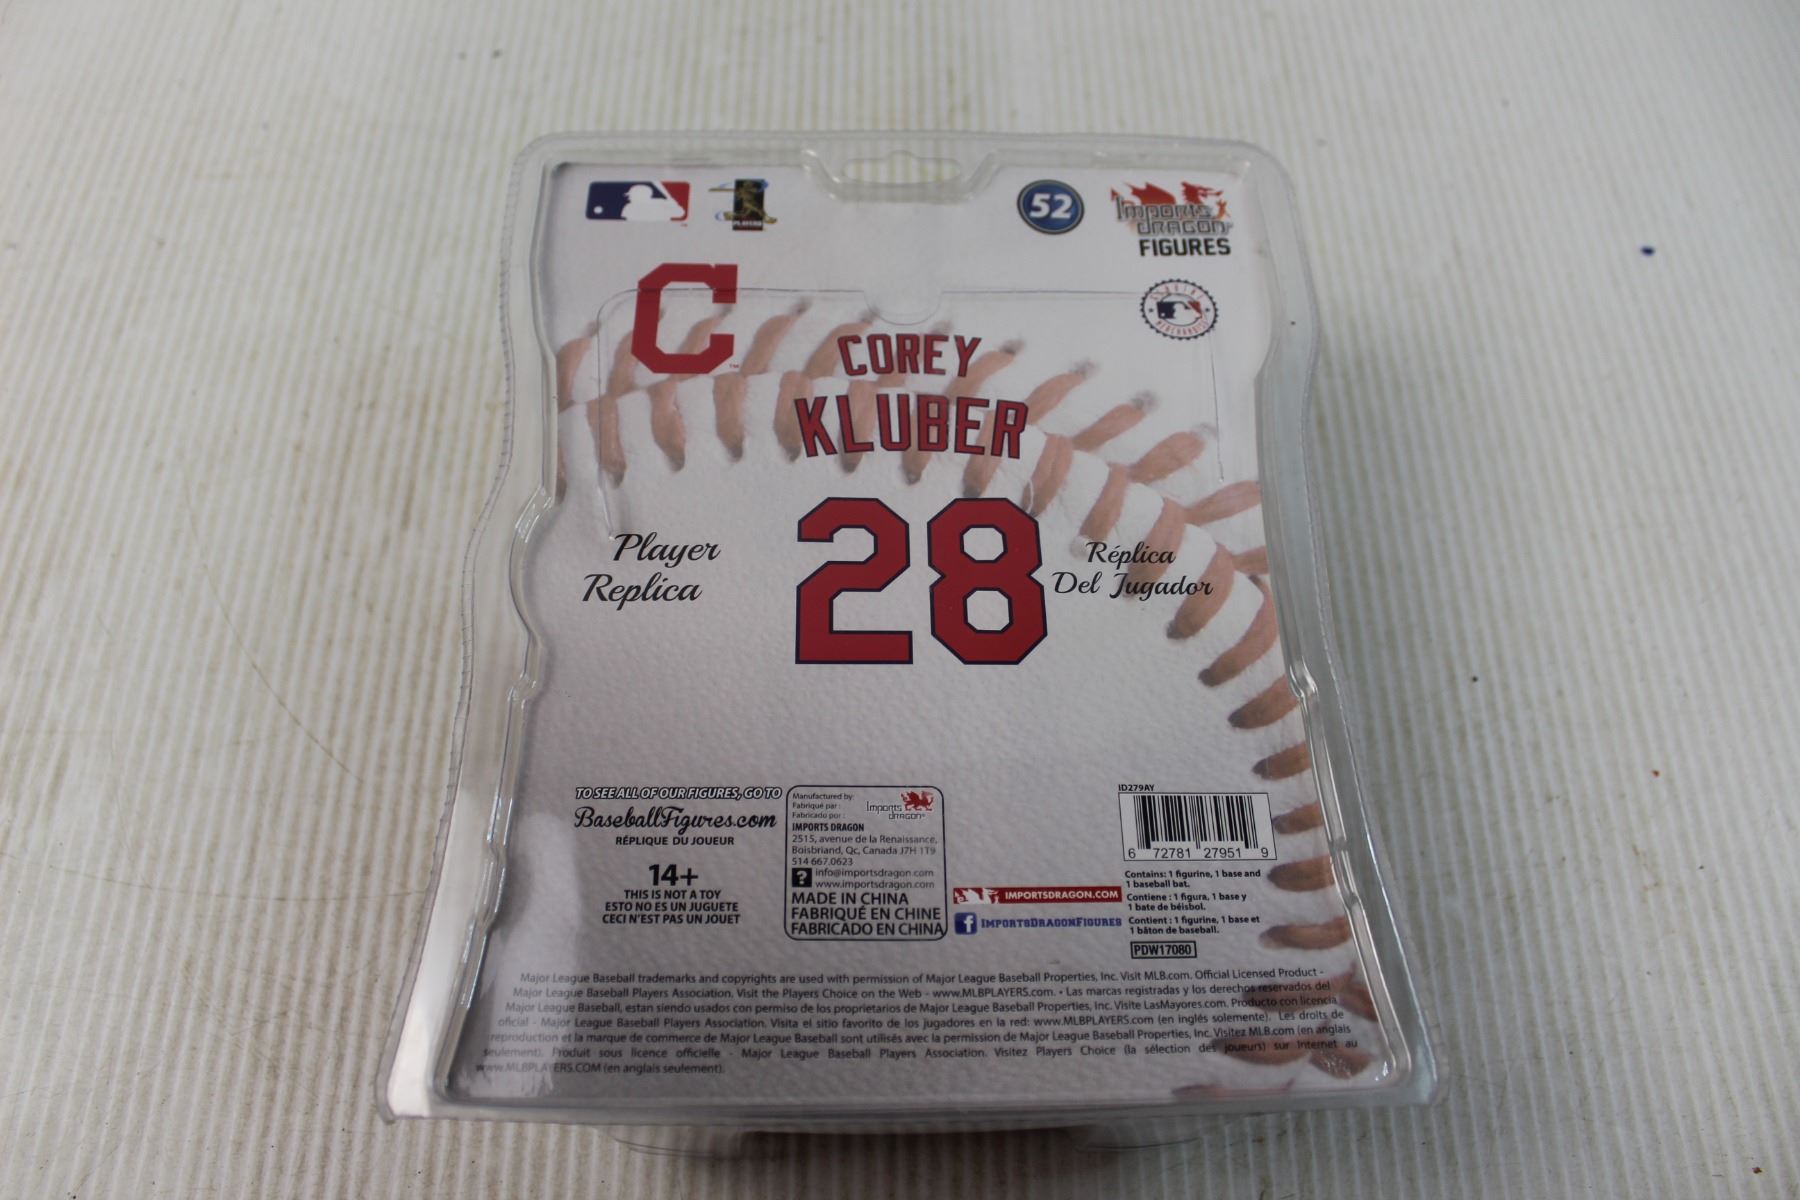 PLAYERS
52
IMPORTS
DRAGON
FIGURES
C
™
COREY
KLUBER
28
Player
Replica
Réplica
Del Jugador
TO SEE ALL OF OUR FIGURES, GO TO
BaseballFigures.com
RÉPLIQUE DU JOUEUR
14+
THIS IS NOT A TOY
ESTO NO ES UN JUGUETE
CECI N'EST PAS UN JOUET
Manufactured by:
Fabriqué par :
Fabricado por :
IMPORTS
DRAGON
IMPORTS DRAGON
2515, avenue de la Renaissance,
Boisbriand, Qc, Canada J7H 1T9
514 667.0623
? info@importsdragon.com
www.importsdragon.com
MADE IN CHINA
FABRIQUÉ EN CHINE
FABRICADO EN CHINA
IMPORTSDRAGON.COM
f IMPORTSDRAGONFIGURES
ID279AY
6 72781 27951 9
Contains: 1 figurine, 1 base and
1 baseball bat.
Contiene : 1 figura, 1 base y
1 bate de béisbol.
Contient : 1 figurine, 1 base et
1 bâton de baseball.
PDW17080
Major League Baseball trademarks and copyrights are used with permission of Major League Baseball Properties, Inc. Visit MLB.com. Official Licensed Product -
Major League Baseball Players Association. Visit the Players Choice on the Web - www.MLBPLAYERS.com. • Las marcas registradas y los derechos reservados del
Major League Baseball, estan siendo usados con permiso de los proprietarios de Major League Baseball Properties, Inc. Visite LasMayores.com. Producto con licencia
oficial - Major League Baseball Players Association. Visita el sitio favorito de los jugadores en la red: www.MLBPLAYERS.com (en inglés solemente). Les droits de
reproduction et la marque de commerce de Major League Baseball sont utilisés avec la permission de Major League Baseball Properties, Inc. Visitez MLB.com (en anglais
seulement). Produit sous licence officielle - Major League Baseball Players Association. Visitez Players Choice (la sélection des joueurs) sur Internet au
www.MLBPLAYERS.COM (en anglais seulement).